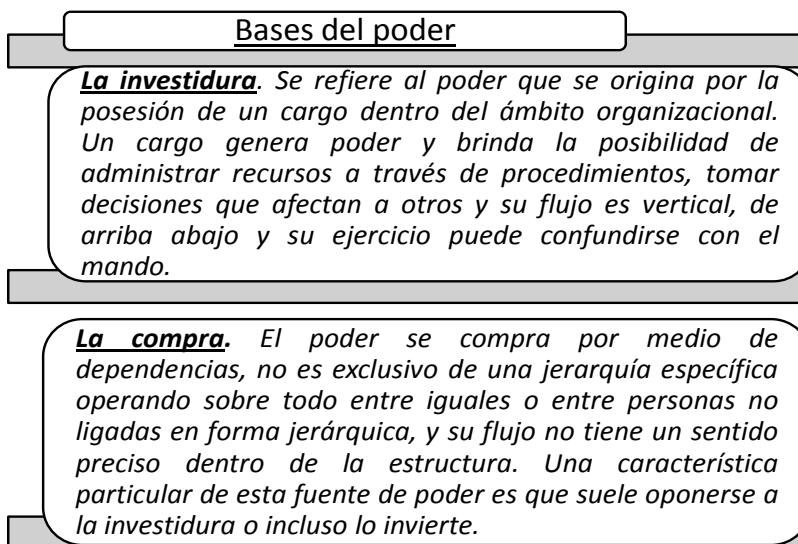 Bases del poder
La investidura. Se refiere al poder que se origina por la
posesión de un cargo dentro del ámbito organizacional.
Un cargo genera poder y brinda la posibilidad de
administrar recursos a través de procedimientos, tomar
decisiones que afectan a otros y su flujo es vertical, de
arriba abajo y su ejercicio puede confundirse con el
mando.
La compra. El poder se compra por medio de
dependencias, no es exclusivo de una jerarquía específica
operando sobre todo entre iguales o entre personas no
ligadas en forma jerárquica, y su flujo no tiene un sentido
preciso dentro de la estructura. Una característica
particular de esta fuente de poder es que suele oponerse a
la investidura o incluso lo invierte.